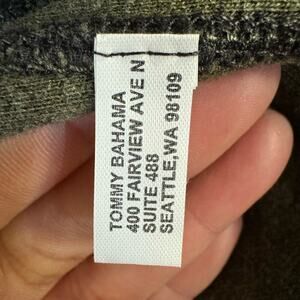 TOMMY BAHAMA
400 FAIRVIEW AVE N
SUITE 488
SEATTLE,WA 98109